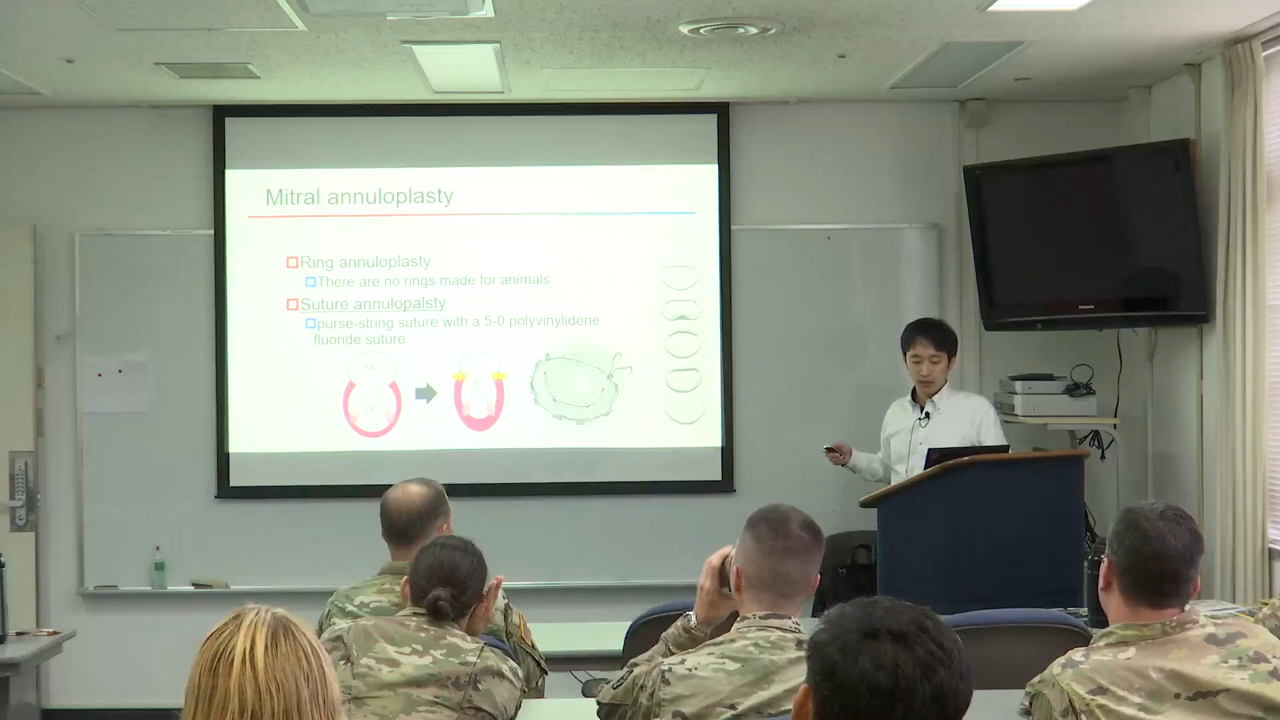 Mitral annuloplasty
Ring annuloplasty
There are no rings made for animals
Suture annulopalsty
purse-string suture with a 5-0 polyvinylidene
fluoride suture
Panasonic